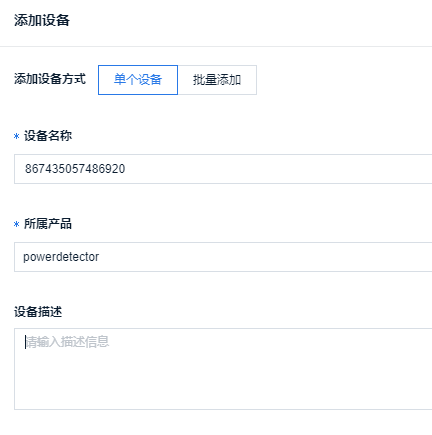 添加设备
添加设备方式 单个设备 批量添加
* 设备名称
867435057486920
* 所属产品
powerdetector
设备描述
请输入描述信息